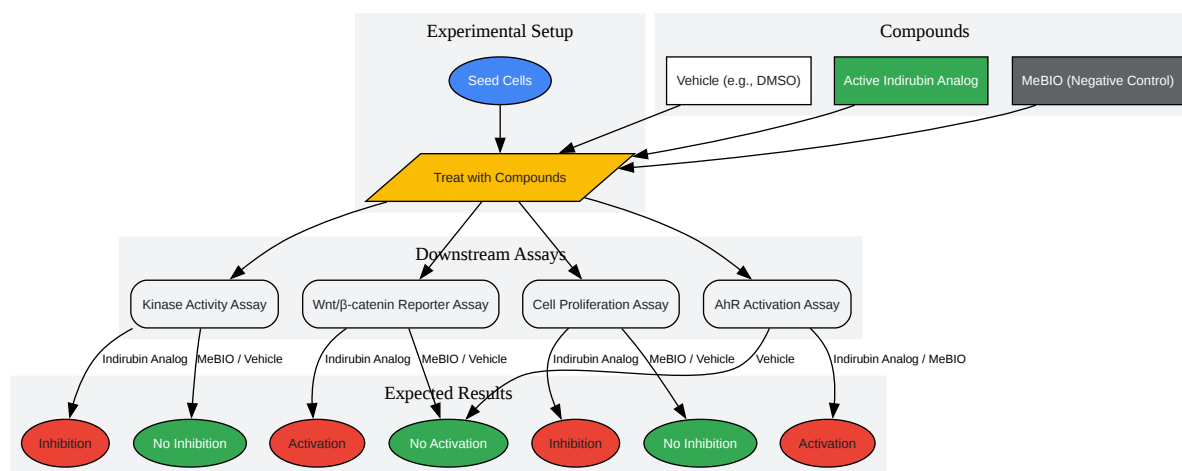 Experimental Setup
Compounds
Seed Cells
Vehicle (e.g., DMSO)
Active Indirubin Analog
MeBIO (Negative Control)
Treat with Compounds
Downstream Assays
Kinase Activity Assay
Wnt/β-catenin Reporter Assay
Cell Proliferation Assay
AhR Activation Assay
Indirubin Analog
MeBIO / Vehicle
Indirubin Analog
MeBIO / Vehicle
Indirubin Analog
MeBIO / Vehicle
Vehicle
Indirubin Analog / MeBIO
Expected Results
Inhibition
No Inhibition
Activation
No Activation
Inhibition
No Inhibition
Activation